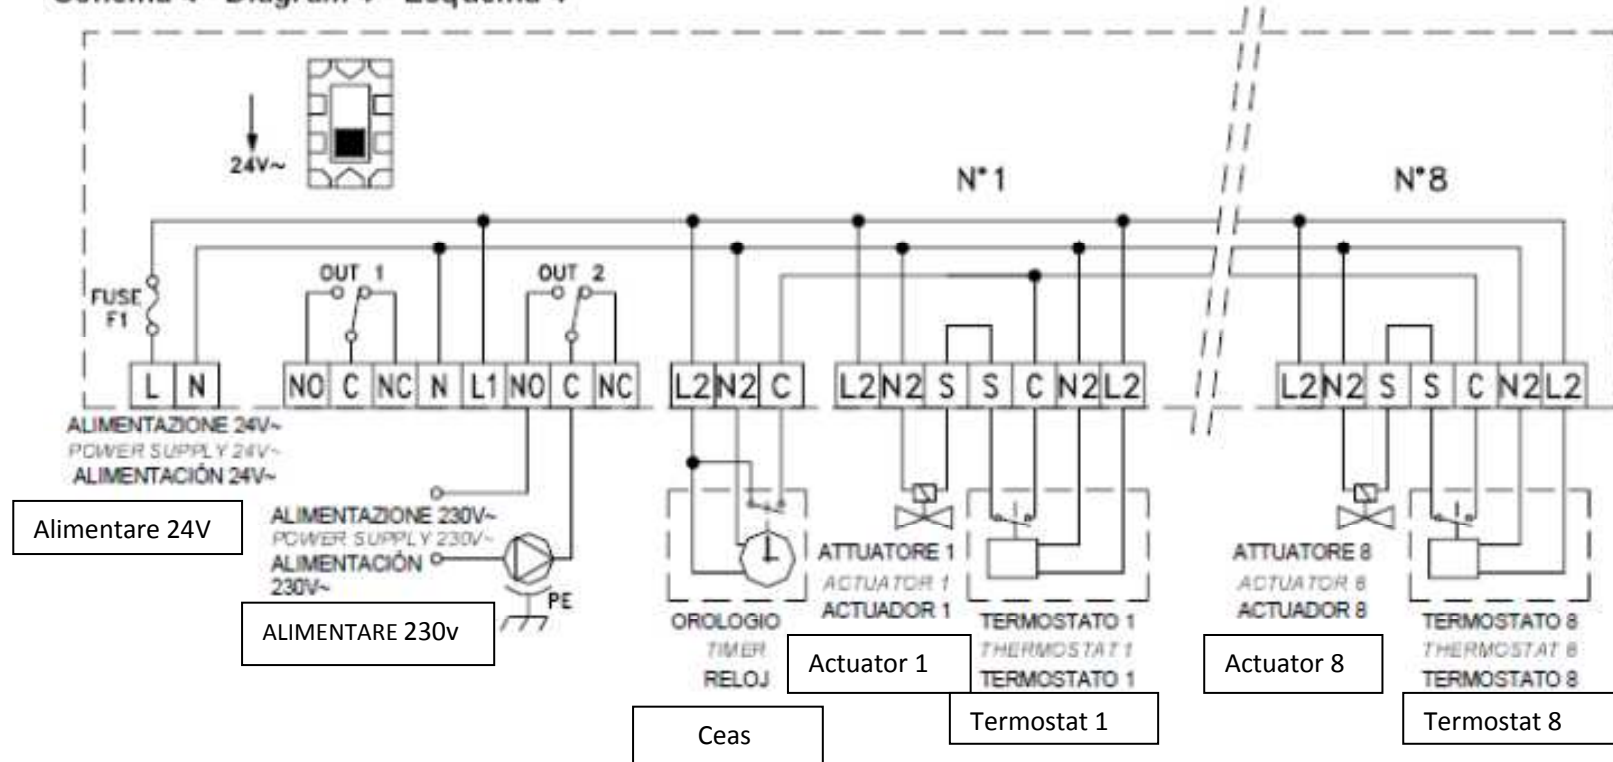 Schema 4 Diagram 4 Esquema 4
24V~
N°1
N°8
OUT 1
OUT 2
FUSE
F1
L N
NO C NC N L1 NO C NC
L2 N2 C
L2 N2 S S C N2 L2
L2 N2 S S C N2 L2
ALIMENTAZIONE 24V~
POWER SUPPLY 24V~
ALIMENTACIÓN 24V~
Alimentare 24V
ALIMENTAZIONE 230V~
POWER SUPPLY 230V~
ALIMENTACIÓN
230V~
PE
ALIMENTARE 230v
OROLOGIO
TIMER
RELOJ
Ceas
ATTUATORE 1
ACTUATOR 1
ACTUADOR 1
Actuator 1
TERMOSTATO 1
THERMOSTAT 1
TERMOSTATO 1
Termostat 1
ATTUATORE 8
ACTUATOR 8
ACTUADOR 8
Actuator 8
TERMOSTATO 8
THERMOSTAT 8
TERMOSTATO 8
Termostat 8